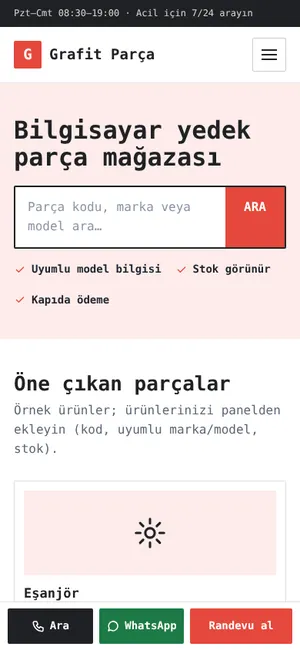 Pzt–Cmt 08:30–19:00 · Acil için 7/24 arayın
G Grafit Parça
Bilgisayar yedek
parça mağazası
Parça kodu, marka veya
model ara…
ARA
Uyumlu model bilgisi
Stok görünür
Kapıda ödeme
Öne çıkan parçalar
Örnek ürünler; ürünlerinizi panelden
ekleyin (kod, uyumlu marka/model,
stok).
Eşanjör
Ara
WhatsApp
Randevu al